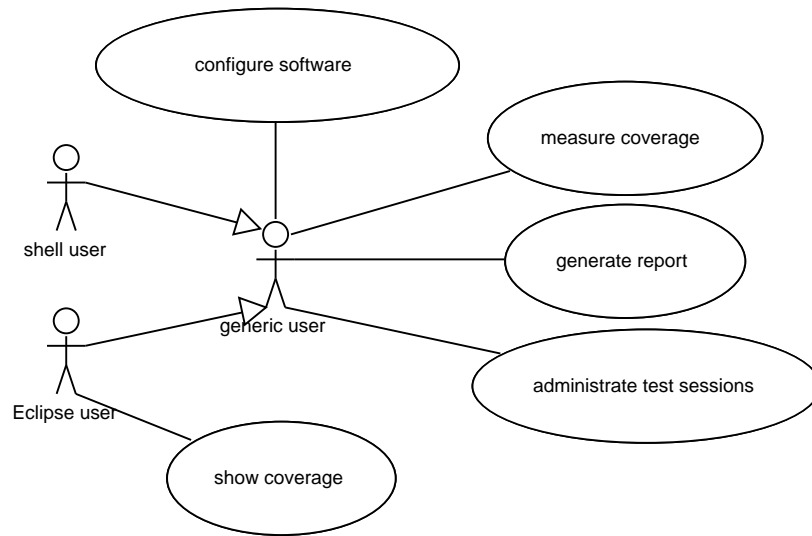 configure software
measure coverage
shell user
generate report
generic user
administrate test sessions
Eclipse user
show coverage